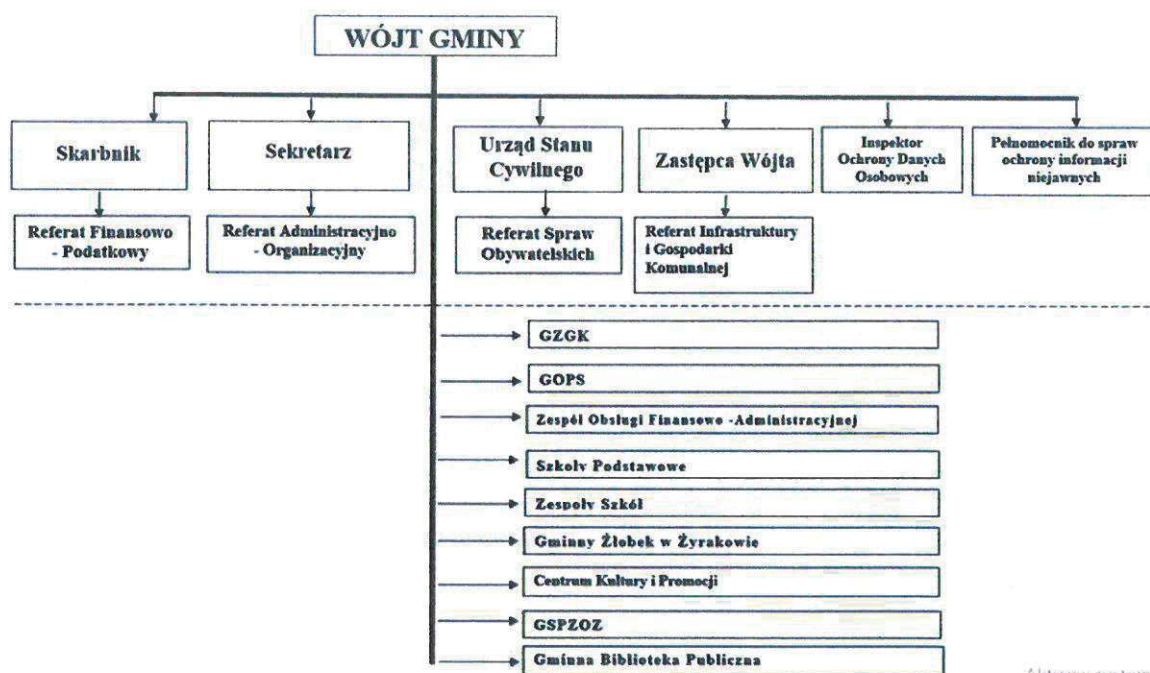 WÓJT GMINY
Skarbnik
Sekretarz
Urząd Stanu
Cywilnego
Zastępca Wójta
Inspektor
Ochrony Danych
Osobowych
Pełnomocnik do spraw
ochrony informacji
niejawnych
Referat Finansowo
- Podatkowy
Referat Administracyjno
- Organizacyjny
Referat Spraw
Obywatelskich
Referat Infrastruktury
i Gospodarki
Komunalnej
GZGK
GOPS
Zespół Obsługi Finansowo -Administracyjnej
Szkoły Podstawowe
Zespoły Szkół
Gminny Żłobek w Żyrakowie
Centrum Kultury i Promocji
GSPZOZ
Gminna Biblioteka Publiczna